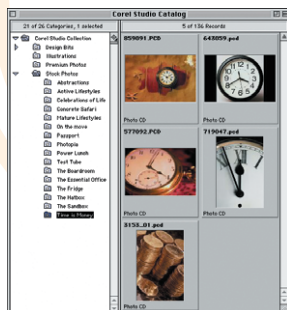 Corel Studio Catalog
21 of 26 Categories, 1 selected
5 of 136 Records
Corel Studio Collection
Design Bits
Illustrations
Premium Photos
Stock Photos
Abstractions
Active Lifestyles
Celebrations of Life
Concrete Safari
Mature Lifestyles
On the move
Passport
Photopia
Power Lunch
Test Tube
The Boardroom
The Essential Office
The Fridge
The Hatbox
The Sandbox
Time is Money
859091.PCD
643059.pcd
Photo CD
Photo CD
577092.PCD
719047.pcd
Photo CD
Photo CD
3153_01.pcd
Photo CD